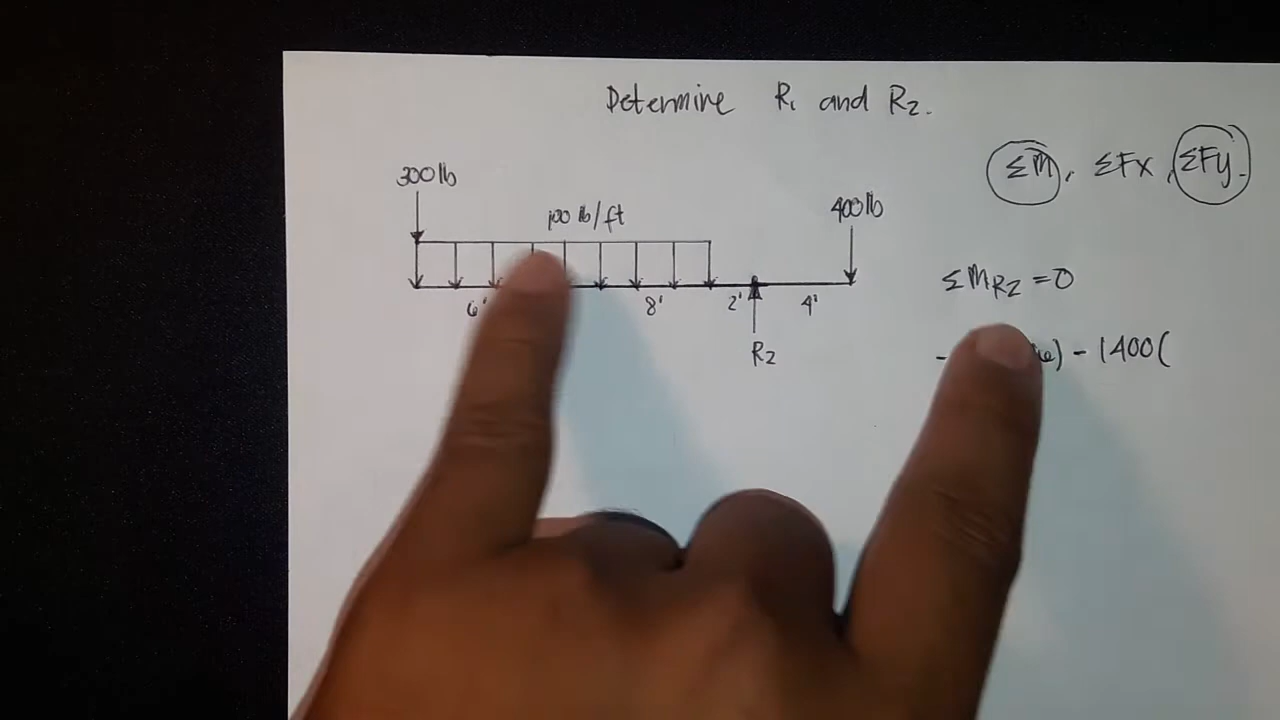 Determine R₁ and R₂.
ΣM, ΣFx, ΣFy.
300 lb
100 lb/ft
400 lb
ΣM_R2 = 0
6' 8' 2' 4'
R₂
- 1400(